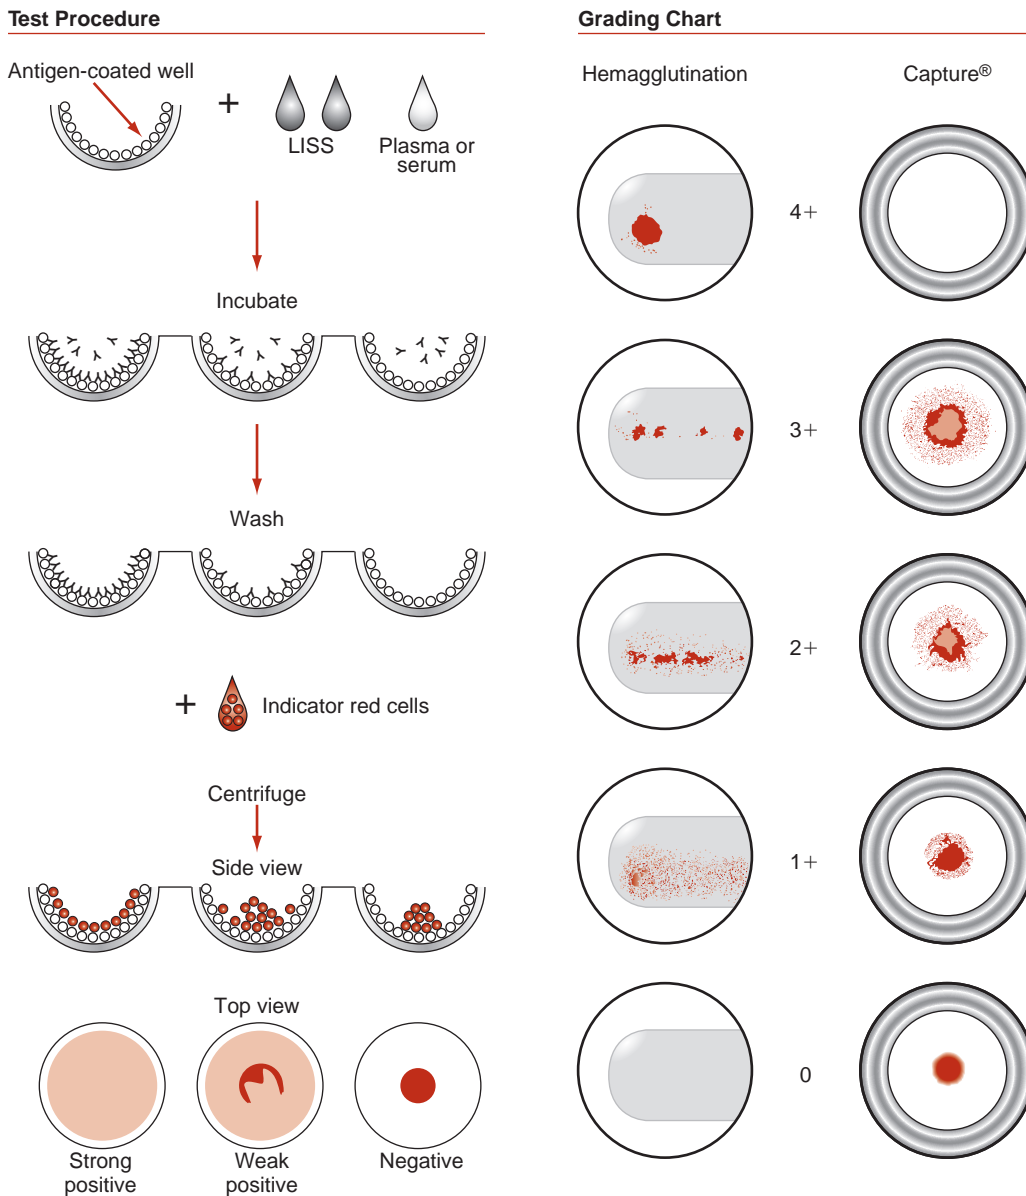 Test Procedure
Antigen-coated well
+
LISS
Plasma or
serum
Incubate
Wash
+
Indicator red cells
Centrifuge
Side view
Top view
Strong
positive
Weak
positive
Negative
Grading Chart
Hemagglutination
Capture®
4+
3+
2+
1+
0